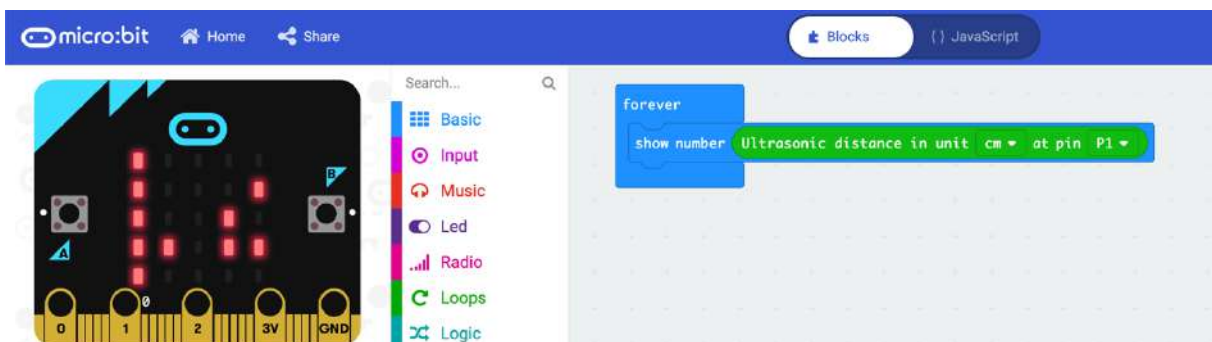 micro:bit Home Share Blocks {} JavaScript
Search...
Basic
Input
Music
Led
Radio
Loops
Logic
A
B
0
0 1 2 3V GND
forever
show number Ultrasonic distance in unit cm at pin P1